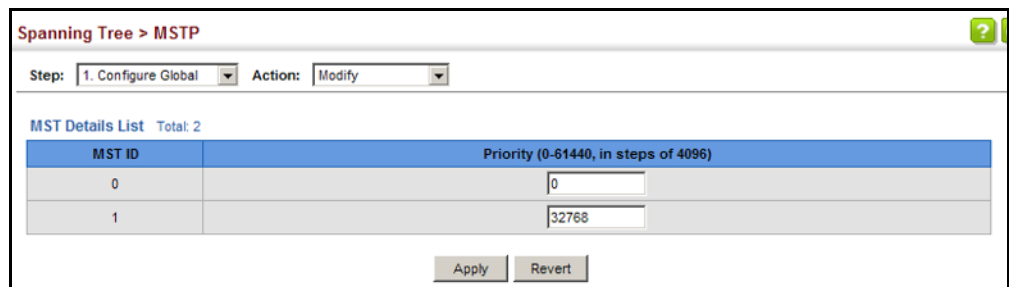 Spanning Tree > MSTP
?
Step: 1. Configure Global Action: Modify
MST Details List Total: 2
MST ID Priority (0-61440, in steps of 4096)
0 0
1 32768
Apply Revert